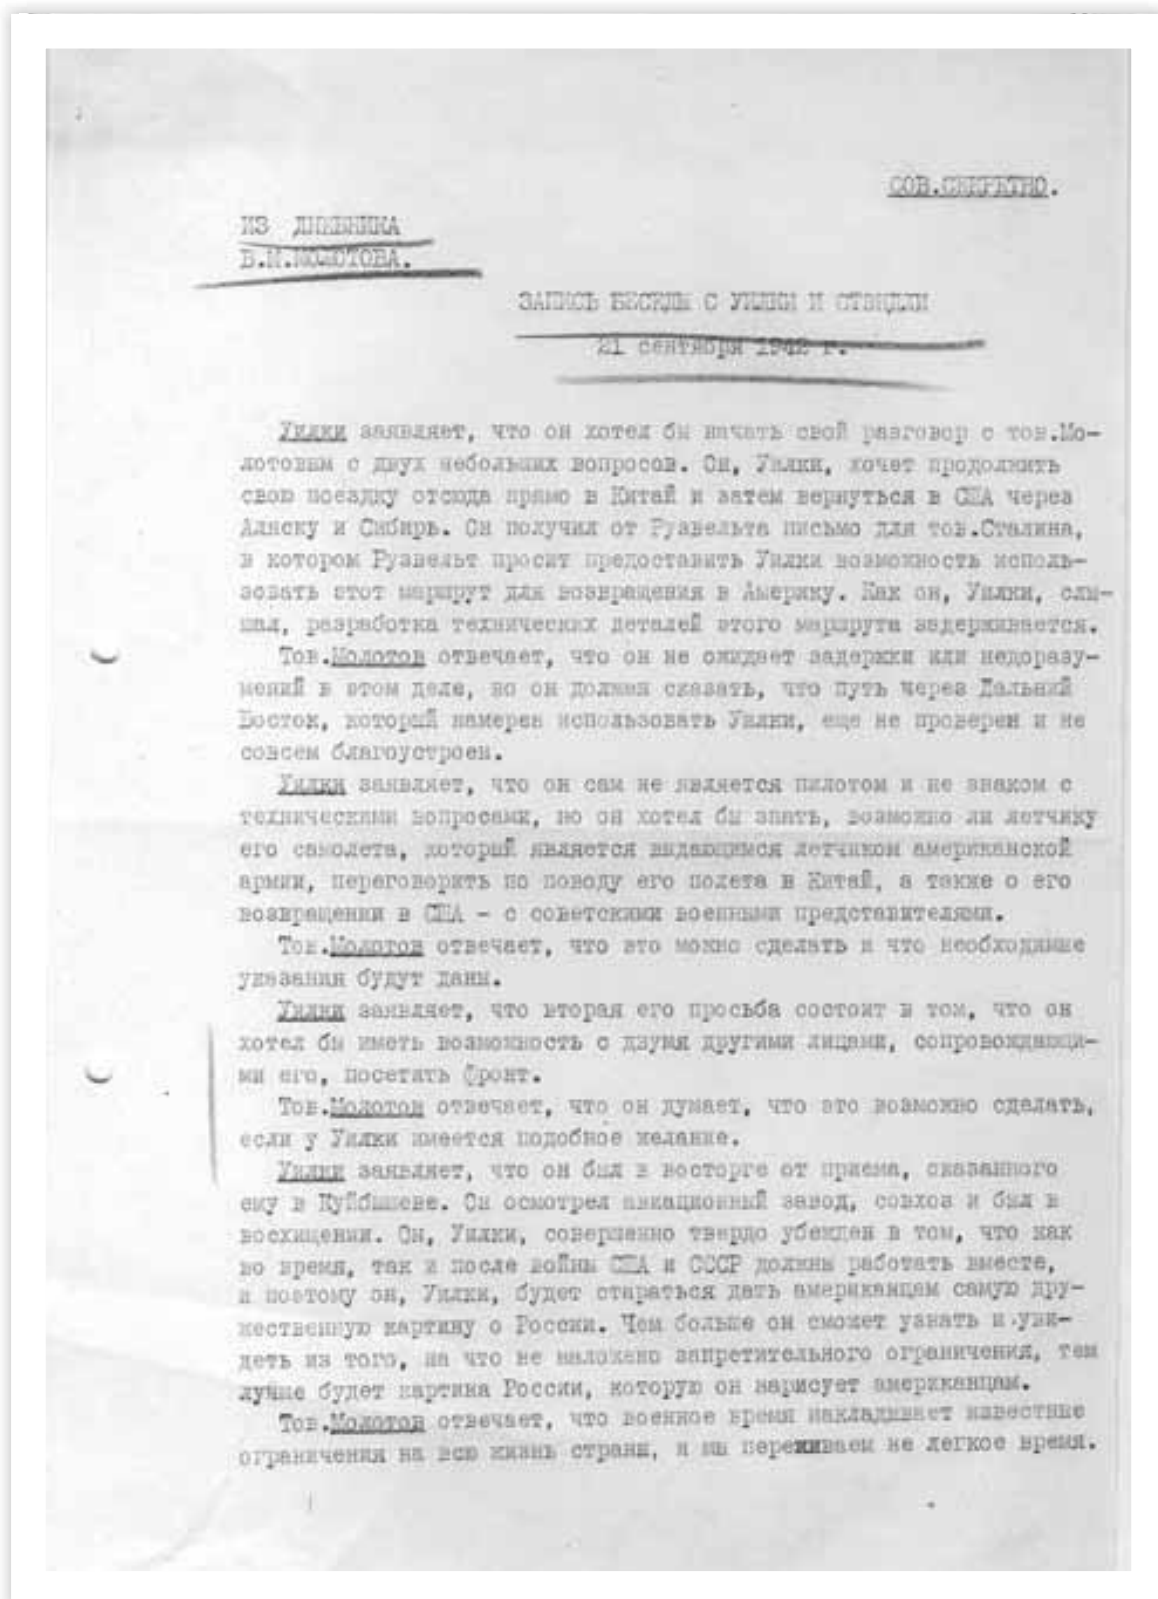 СОВ.СЕКРЕТНО.
ИЗ ДНЕВНИКА
В.М.МОЛОТОВА.
ЗАПИСЬ БЕСЕДЫ С УИЛКИ И СТЭНДЛИ
21 сентября 1942 г.
Уилки заявляет, что он хотел бы начать свой разговор с тов.Мо-
лотовым с двух небольших вопросов. Он, Уилки, хочет продолжить
свою поездку отсюда прямо в Китай и затем вернуться в США через
Аляску и Сибирь. Он получил от Рузвельта письмо для тов.Сталина,
в котором Рузвельт просит предоставить Уилки возможность исполь-
зовать этот маршрут для возвращения в Америку. Как он, Уилки, слы-
шал, разработка технических деталей этого маршрута задерживается.
Тов.Молотов отвечает, что он не ожидает задержки или недоразу-
мений в этом деле, но он должен сказать, что путь через Дальний
Восток, который намерен использовать Уилки, еще не проверен и не
совсем благоустроен.
Уилки заявляет, что он сам не является пилотом и не знаком с
техническими вопросами, но он хотел бы знать, возможно ли летчику
его самолета, который является выдающимся летчиком американской
армии, переговорить по поводу его полета в Китай, а также о его
возвращении в США - с советскими военными представителями.
Тов.Молотов отвечает, что это можно сделать и что необходимые
указания будут даны.
Уилки заявляет, что вторая его просьба состоит в том, что он
хотел бы иметь возможность с двумя другими лицами, сопровождающи-
ми его, посетить фронт.
Тов.Молотов отвечает, что он думает, что это возможно сделать,
если у Уилки имеется подобное желание.
Уилки заявляет, что он был в восторге от приема, оказанного
ему в Куйбышеве. Он осмотрел авиационный завод, совхоз и был в
восхищении. Он, Уилки, совершенно твердо убежден в том, что как
во время, так и после войны США и СССР должны работать вместе,
и поэтому он, Уилки, будет стараться дать американцам самую дру-
жественную картину о России. Чем больше он сможет узнать и уви-
деть из того, на что не наложено запретительного ограничения, тем
лучше будет картина России, которую он нарисует американцам.
Тов.Молотов отвечает, что военное время накладывает известные
ограничения на всю жизнь страны, и мы переживаем не легкое время.